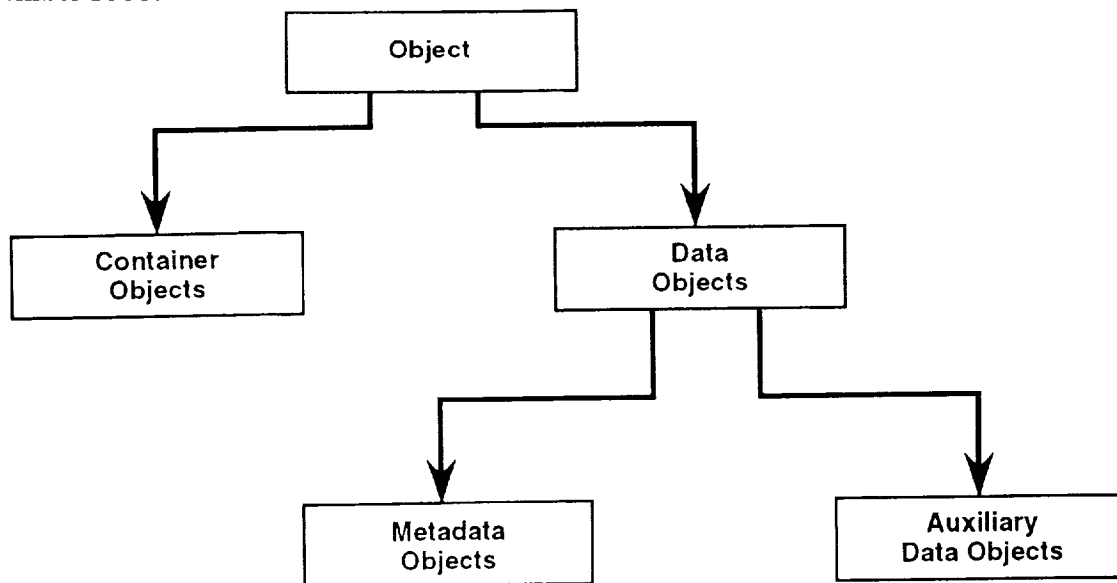 Object
Container
Objects
Data
Objects
Metadata
Objects
Auxiliary
Data Objects